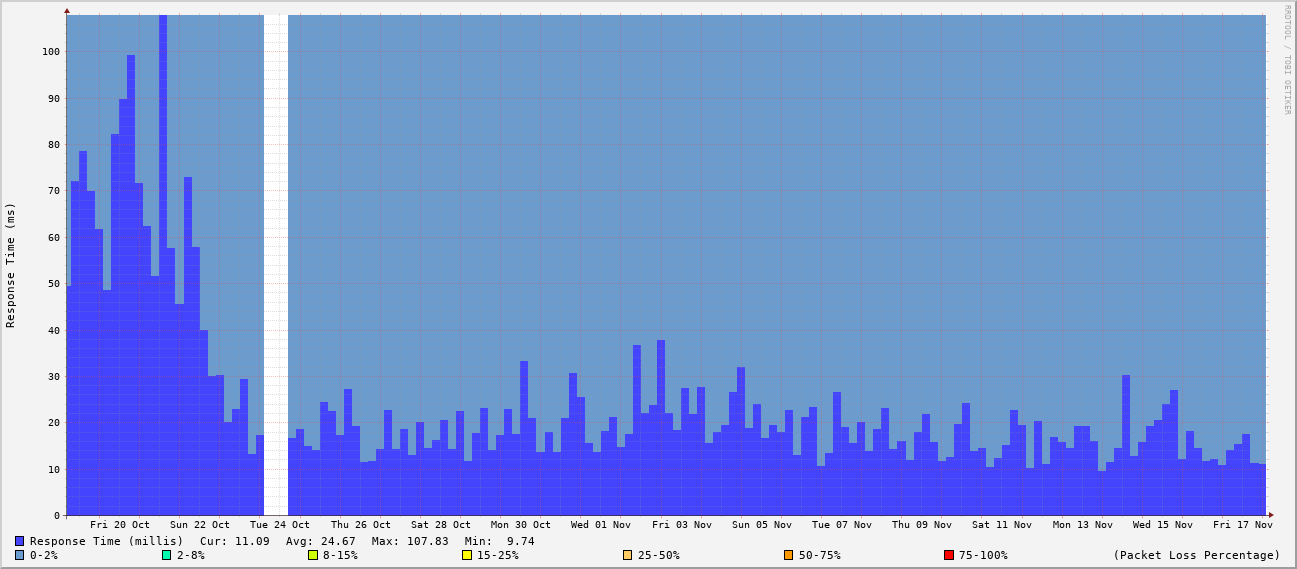 RRDTOOL / TOBI OETIKER
Response Time (ms)
100
90
80
70
60
50
40
30
20
10
0
Fri 20 Oct Sun 22 Oct Tue 24 Oct Thu 26 Oct Sat 28 Oct Mon 30 Oct Wed 01 Nov Fri 03 Nov Sun 05 Nov Tue 07 Nov Thu 09 Nov Sat 11 Nov Mon 13 Nov Wed 15 Nov Fri 17 Nov
Response Time (millis) Cur: 11.09 Avg: 24.67 Max: 107.83 Min: 9.74
0-2% 2-8% 8-15% 15-25% 25-50% 50-75% 75-100% (Packet Loss Percentage)